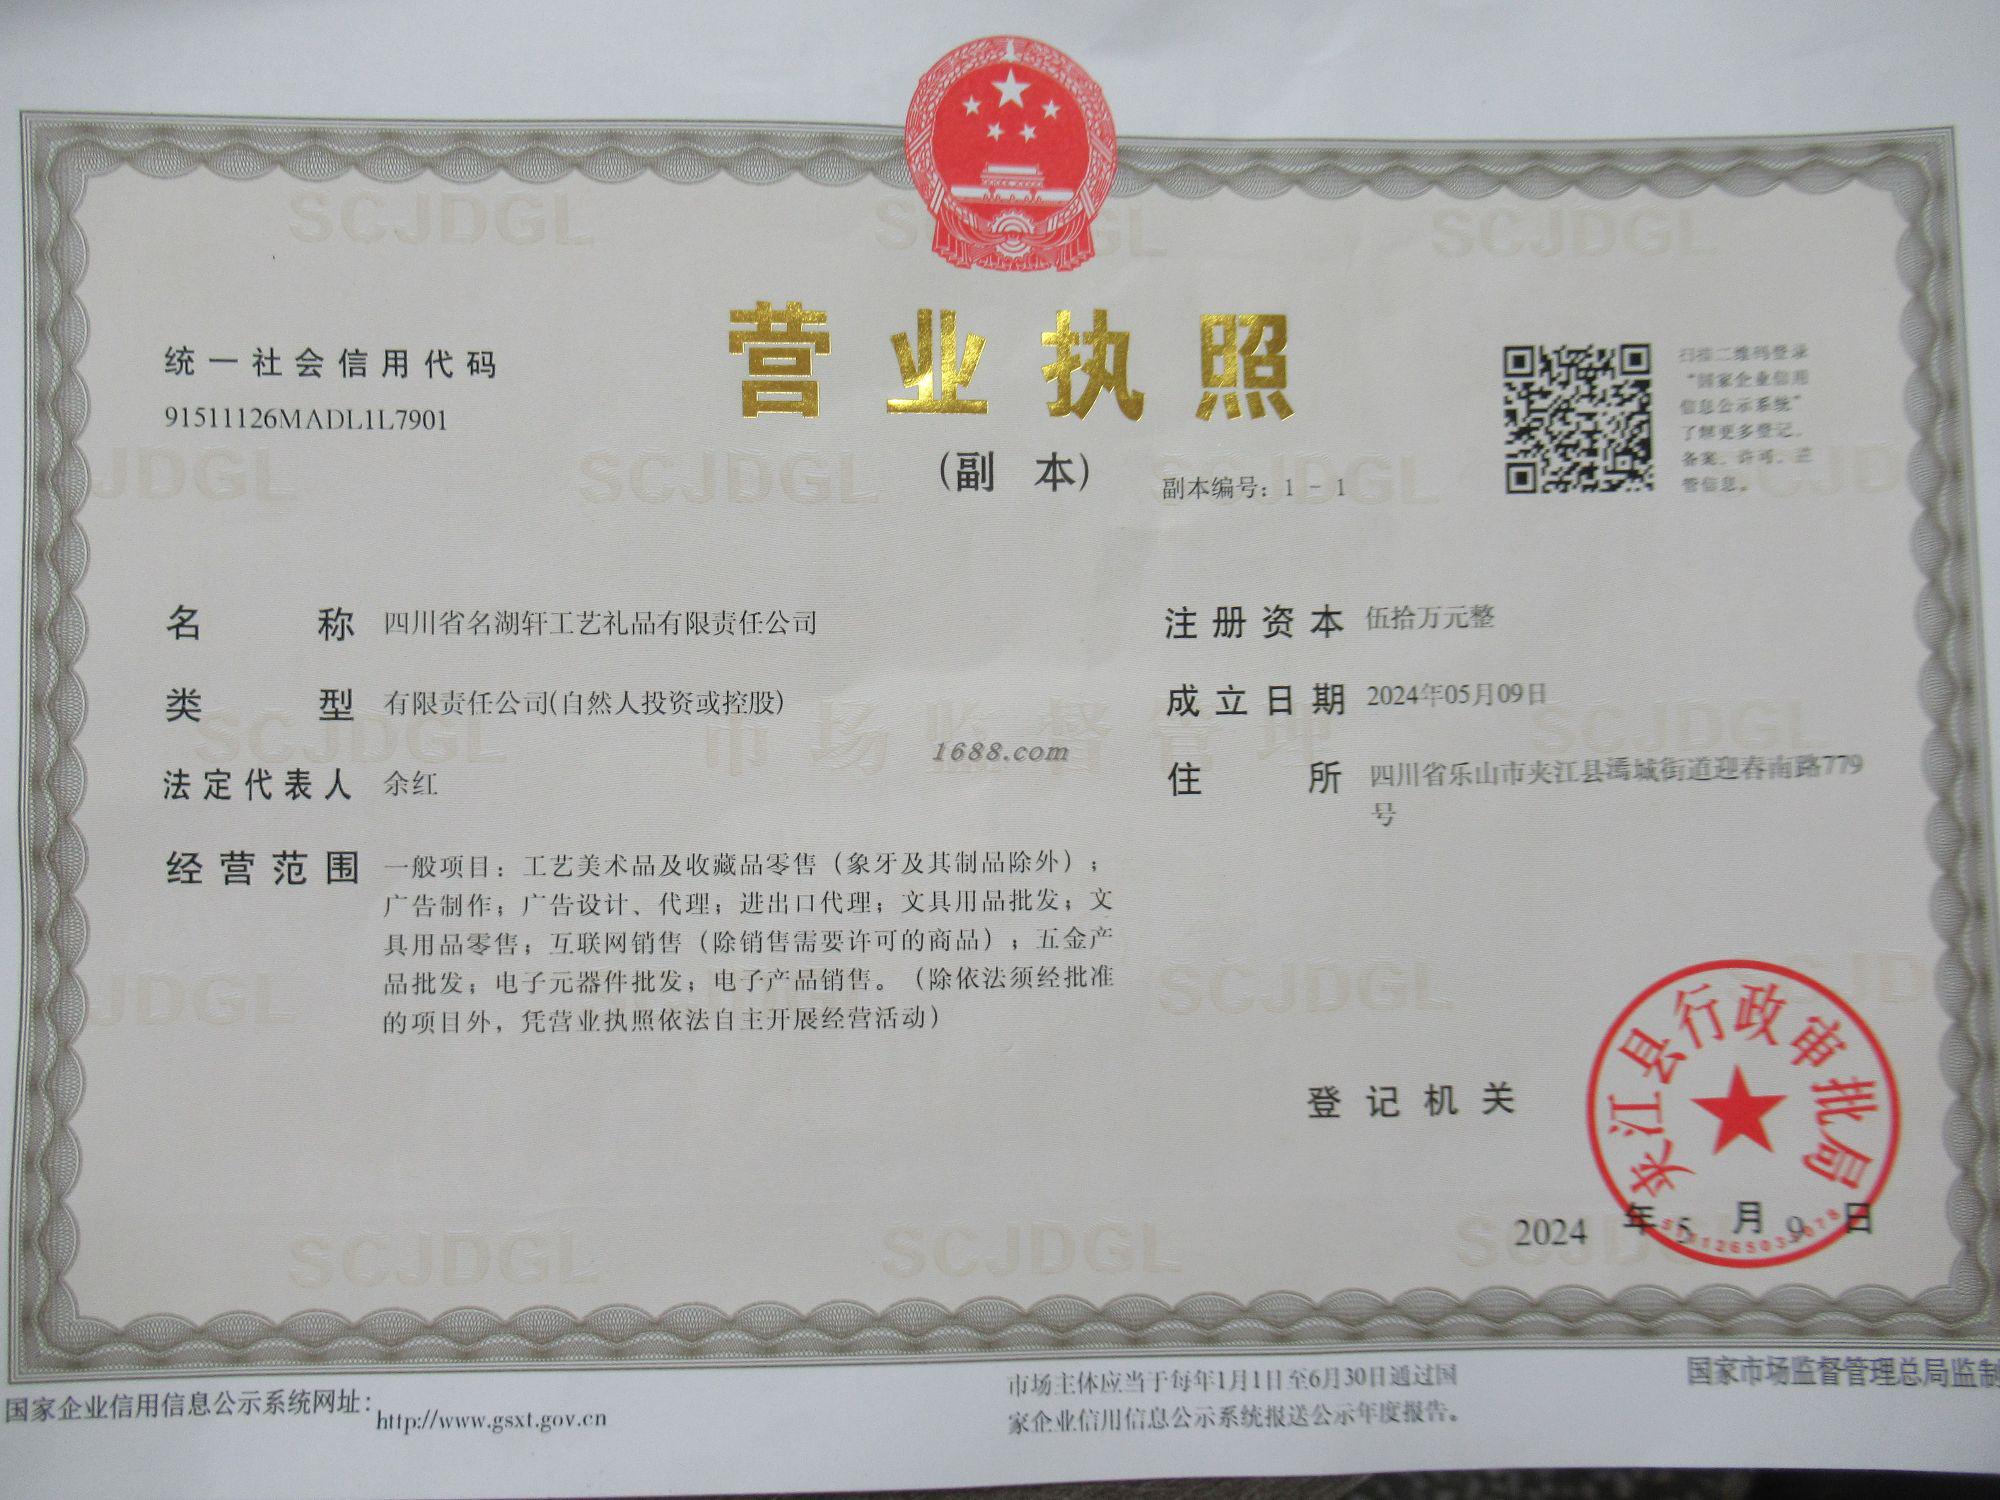 SCJDGL
SCJDGL
统一社会信用代码
91511126MADL1L7901
营业执照
(副 本)
副本编号：1 - 1
扫描二维码登录
“国家企业信用
信息公示系统”
了解更多登记、
备案、许可、监
管信息。
名称 四川省名湖轩工艺礼品有限责任公司
类型 有限责任公司(自然人投资或控股)
法定代表人 余红
经营范围 一般项目：工艺美术品及收藏品零售（象牙及其制品除外）；
广告制作；广告设计、代理；进出口代理；文具用品批发；文
具用品零售；互联网销售（除销售需要许可的商品）；五金产
品批发；电子元器件批发；电子产品销售。（除依法须经批准
的项目外，凭营业执照依法自主开展经营活动）
注册资本 伍拾万元整
成立日期 2024年05月09日
住所 四川省乐山市夹江县漹城街道迎春南路779
号
市场监督管理
1688.com
登记机关
夹江县行政审批局
2024 年 5 月 9 日
国家企业信用信息公示系统网址：http://www.gsxt.gov.cn
市场主体应当于每年1月1日至6月30日通过国
家企业信用信息公示系统报送公示年度报告。
国家市场监督管理总局监制